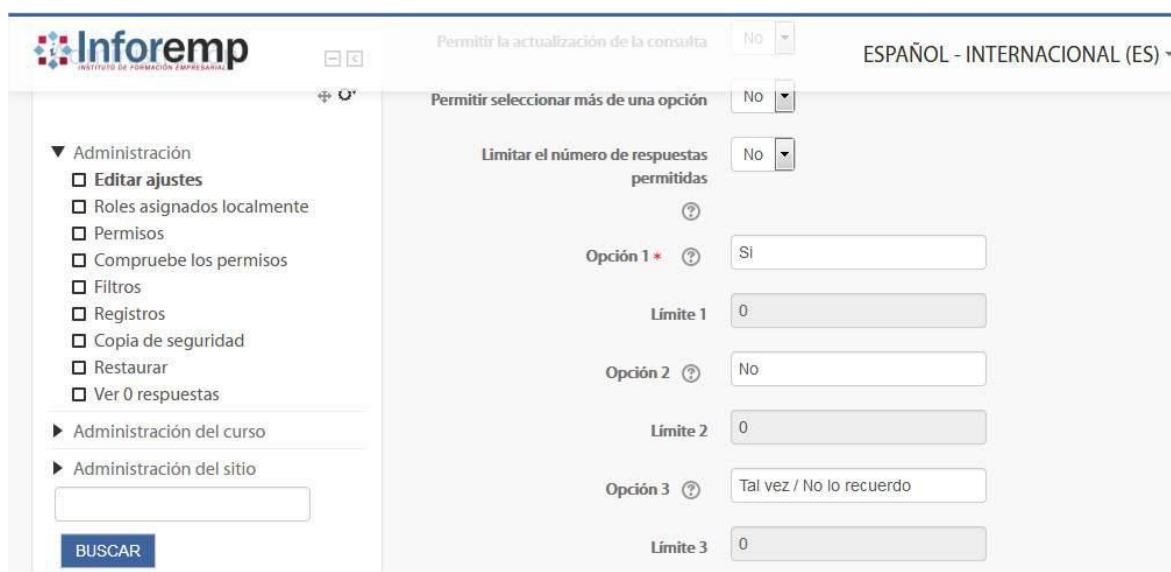 Inforemp
INSTITUTO DE FORMACIÓN EMPRESARIAL
ESPAÑOL - INTERNACIONAL (ES)
Administración
Editar ajustes
Roles asignados localmente
Permisos
Compruebe los permisos
Filtros
Registros
Copia de seguridad
Restaurar
Ver 0 respuestas
Administración del curso
Administración del sitio
BUSCAR
Permitir la actualización de la consulta No
Permitir seleccionar más de una opción No
Limitar el número de respuestas No
permitidas
Opción 1 * Si
Límite 1 0
Opción 2 No
Límite 2 0
Opción 3 Tal vez / No lo recuerdo
Límite 3 0